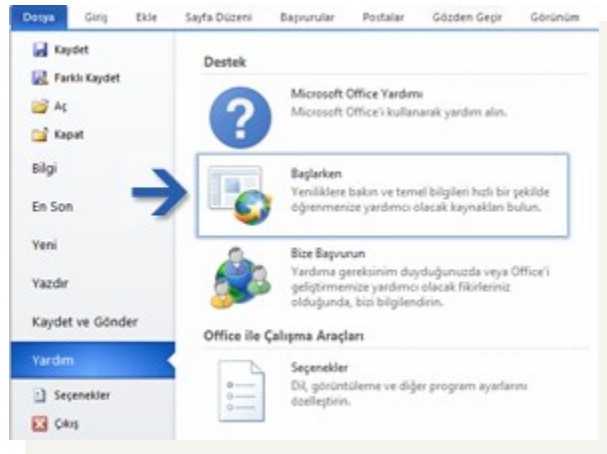 Dosya Giriş Ekle Sayfa Düzeni Başvurular Postalar Gözden Geçir Görünüm
Kaydet
Farklı Kaydet
Aç
Kapat
Bilgi
En Son
Yeni
Yazdır
Kaydet ve Gönder
Yardım
Seçenekler
Çıkış
Destek
Microsoft Office Yardımı
Microsoft Office'i kullanarak yardım alın.
Başlarken
Yeniliklere bakın ve temel bilgileri hızlı bir şekilde
öğrenmenize yardımcı olacak kaynakları bulun.
Bize Başvurun
Yardıma gereksinim duyduğunuzda veya Office'i
geliştirmemize yardımcı olacak fikirleriniz
olduğunda, bizi bilgilendirin.
Office ile Çalışma Araçları
Seçenekler
Dil, görüntüleme ve diğer program ayarlarını
özelleştirin.